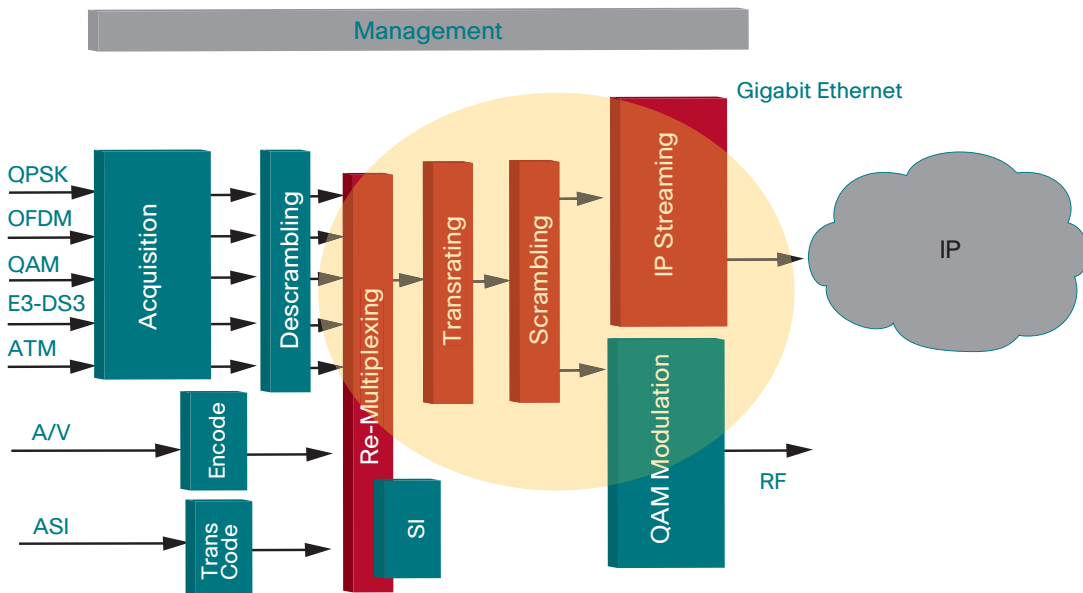 Management
Gigabit Ethernet
QPSK
OFDM
QAM
E3-DS3
ATM
Acquisition
Descrambling
Re-Multiplexing
Transrating
Scrambling
IP Streaming
IP
A/V
Encode
ASI
Trans
Code
SI
QAM Modulation
RF